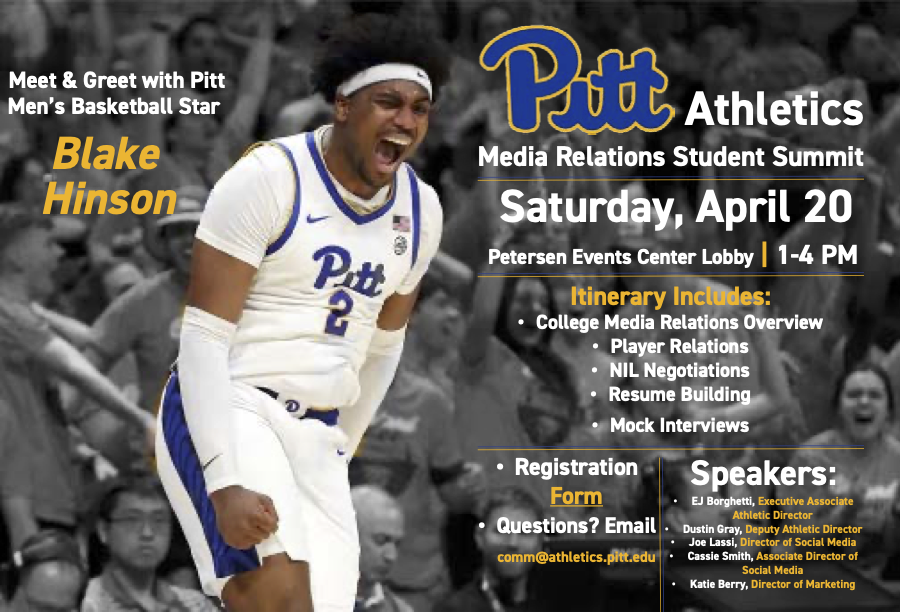 Meet & Greet with Pitt
Men's Basketball Star
Blake
Hinson
Pitt
2
Pitt Athletics
Media Relations Student Summit
Saturday, April 20
Petersen Events Center Lobby | 1-4 PM
Itinerary Includes:
• College Media Relations Overview
• Player Relations
• NIL Negotiations
• Resume Building
• Mock Interviews
• Registration
Form
• Questions? Email
comm@athletics.pitt.edu
Speakers:
• EJ Borghetti, Executive Associate
Athletic Director
• Dustin Gray, Deputy Athletic Director
• Joe Lassi, Director of Social Media
• Cassie Smith, Associate Director of
Social Media
• Katie Berry, Director of Marketing